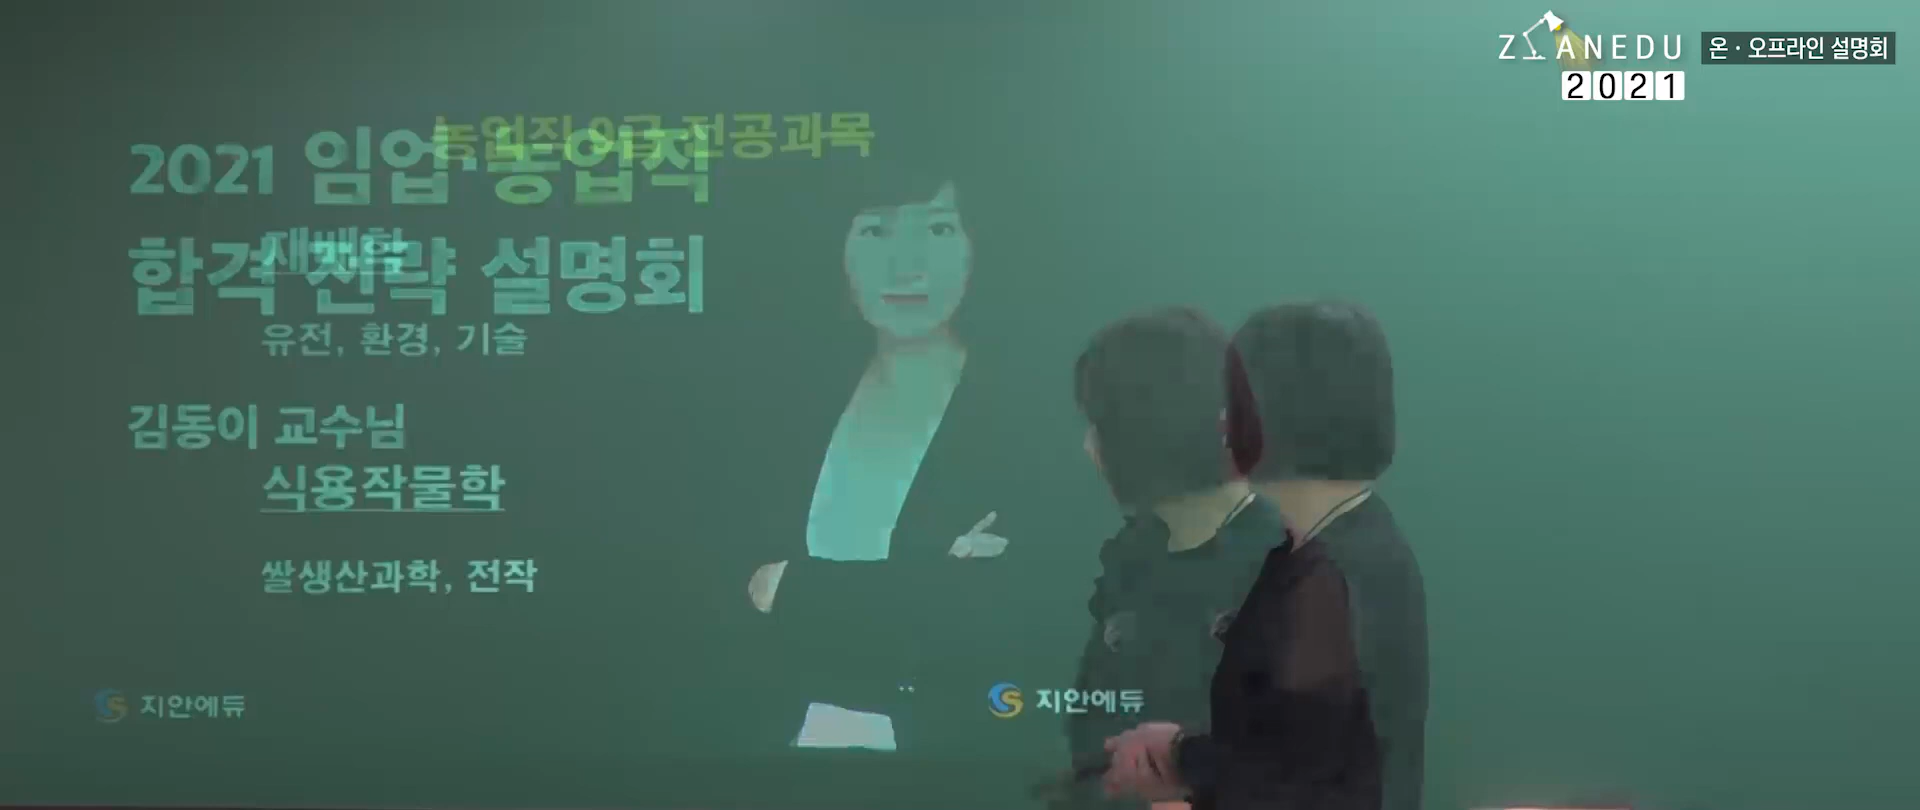 ZIANEDU 온·오프라인 설명회
2021
농업직 9급 전공과목
2021 임업·농업직
재배학
합격 전략 설명회
유전, 환경, 기술
김동이 교수님
식용작물학
쌀생산과학, 전작
지안에듀
지안에듀